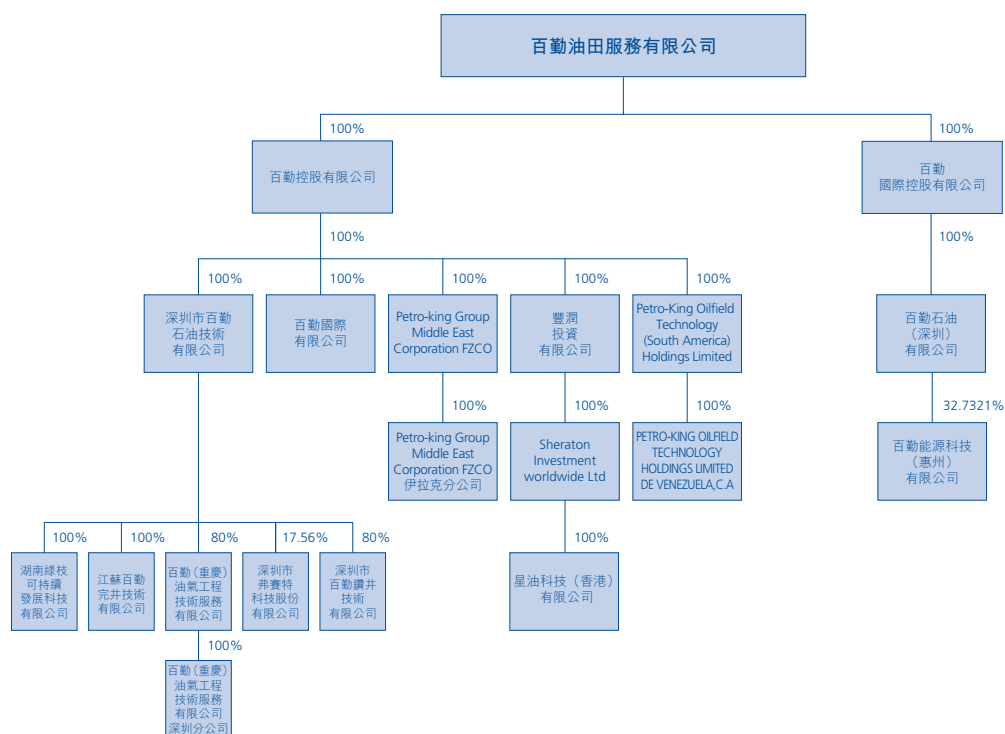 百勤油田服務有限公司
100%
100%
百勤控股有限公司
百勤
國際控股有限公司
100%
100%
100%
100%
100%
100%
100%
深圳市百勤
石油技術
有限公司
百勤國際
有限公司
Petro-king Group
Middle East
Corporation FZCO
豐潤
投資
有限公司
Petro-King Oilfield
Technology
(South America)
Holdings Limited
百勤石油
（深圳）
有限公司
100%
100%
100%
32.7321%
Petro-king Group
Middle East
Corporation FZCO
伊拉克分公司
Sheraton
Investment
worldwide Ltd
PETRO-KING OILFIELD
TECHNOLOGY
HOLDINGS LIMITED
DE VENEZUELA,C.A
百勤能源科技
（惠州）
有限公司
100%
100%
80%
17.56%
80%
100%
湖南綠枝
可持續
發展科技
有限公司
江蘇百勤
完井技術
有限公司
百勤（重慶）
油氣工程
技術服務
有限公司
深圳市
弗賽特
科技股份
有限公司
深圳市
百勤鑽井
技術
有限公司
星油科技（香港）
有限公司
100%
百勤（重慶）
油氣工程
技術服務
有限公司
深圳分公司